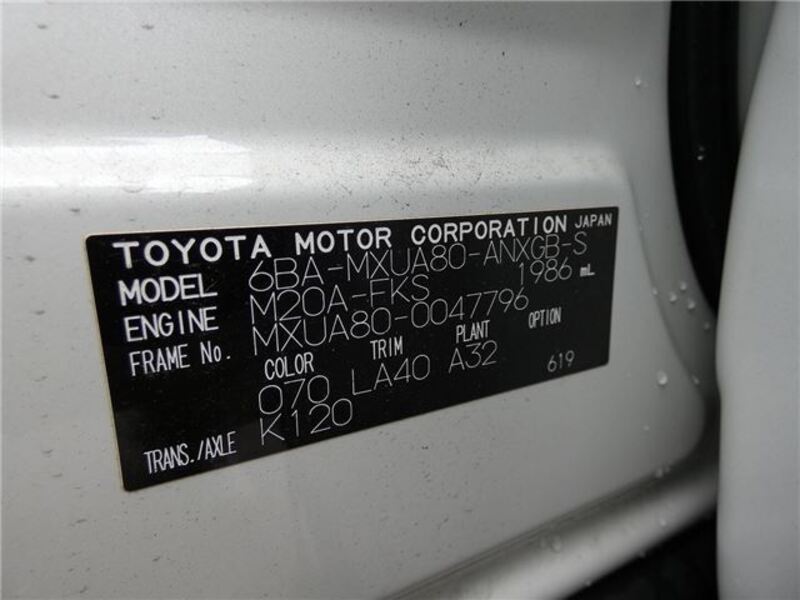 TOYOTA MOTOR CORPORATION JAPAN
MODEL 6BA-MXUA80-ANXGB-S
ENGINE M20A-FKS 1986 mL
FRAME No. MXUA80-0047796
COLOR TRIM PLANT OPTION
070 LA40 A32 619
TRANS./AXLE K120